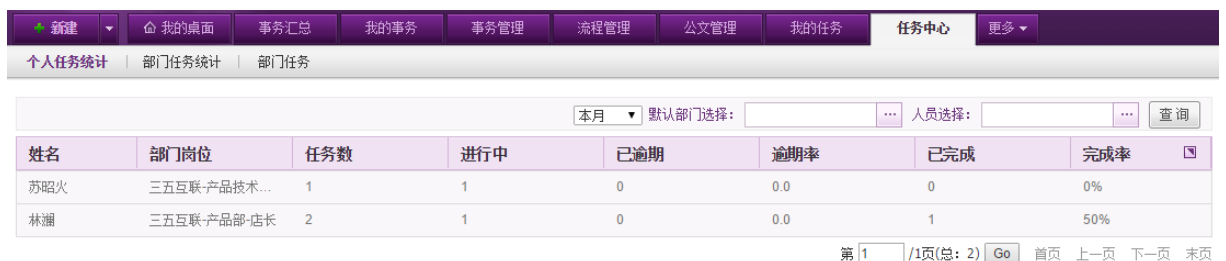 新建 我的桌面 事务汇总 我的事务 事务管理 流程管理 公文管理 我的任务 任务中心 更多
个人任务统计 | 部门任务统计 | 部门任务
本月 默认部门选择： ... 人员选择： ... 查询
姓名 部门岗位 任务数 进行中 已逾期 逾期率 已完成 完成率
苏昭火 三五互联-产品技术... 1 1 0 0.0 0 0%
林澜 三五互联-产品部-店长 2 1 0 0.0 1 50%
第 1 /1页(总：2) Go 首页 上一页 下一页 末页